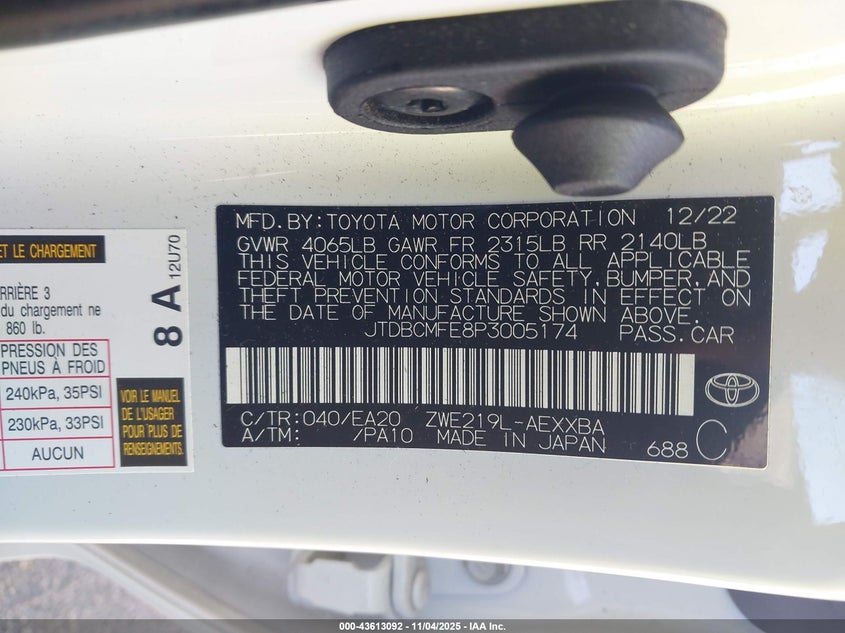 ET LE CHARGEMENT
RRIÈRE 3
du chargement ne
860 lb.
PRESSION DES
PNEUS À FROID
240kPa, 35PSI
230kPa, 33PSI
AUCUN
8 A 12U70
VOIR LE MANUEL
DE L'USAGER
POUR PLUS DE
RENSEIGNEMENTS.
MFD.BY:TOYOTA MOTOR CORPORATION 12/22
GVWR 4065LB GAWR FR 2315LB RR 2140LB
THIS VEHICLE CONFORMS TO ALL APPLICABLE
FEDERAL MOTOR VEHICLE SAFETY,BUMPER,AND
THEFT PREVENTION STANDARDS IN EFFECT ON
THE DATE OF MANUFACTURE SHOWN ABOVE.
JTDBCMFE8P3005174 PASS.CAR
C/TR:040/EA20 ZWE219L-AEXXBA
A/TM: /PA10 MADE IN JAPAN
688 C
000-43613092 - 11/04/2025 - IAA Inc.